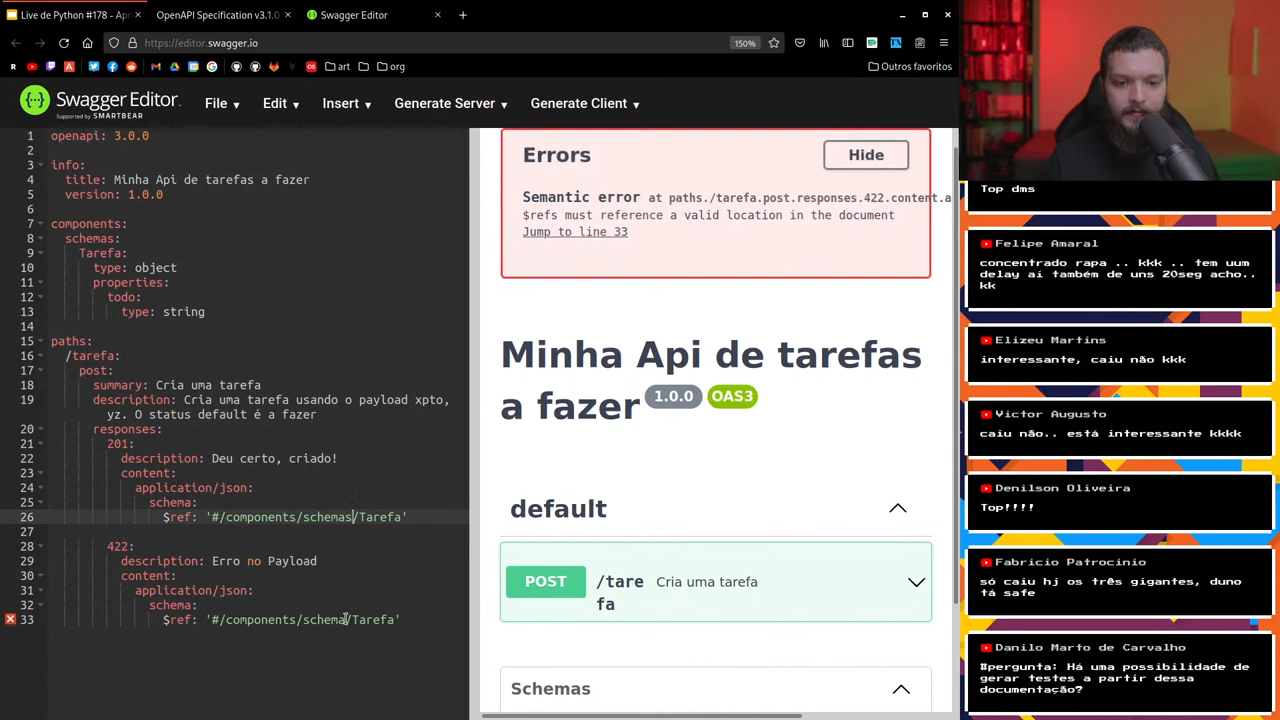 Live de Python #178 - Apr
OpenAPI Specification v3.1.0
Swagger Editor
https://editor.swagger.io
150%
art
org
Outros favoritos
Swagger Editor
Supported by SMARTBEAR
File
Edit
Insert
Generate Server
Generate Client
1 openapi: 3.0.0
2
3 info:
4 title: Minha Api de tarefas a fazer
5 version: 1.0.0
6
7 components:
8 schemas:
9 Tarefa:
10 type: object
11 properties:
12 todo:
13 type: string
14
15 paths:
16 /tarefa:
17 post:
18 summary: Cria uma tarefa
19 description: Cria uma tarefa usando o payload xpto,
yz. O status default é a fazer
20 responses:
21 201:
22 description: Deu certo, criado!
23 content:
24 application/json:
25 schema:
26 $ref: '#/components/schemas/Tarefa'
27
28 422:
29 description: Erro no Payload
30 content:
31 application/json:
32 schema:
33 $ref: '#/components/schema/Tarefa'
Errors
Hide
Semantic error at paths./tarefa.post.responses.422.content.a
$refs must reference a valid location in the document
Jump to line 33
Minha Api de tarefas
a fazer 1.0.0 OAS3
default
POST /tare
fa
Cria uma tarefa
Schemas
Top dms
Felipe Amaral
concentrado rapa .. kkk .. tem uum
delay aí também de uns 20seg acho..
kk
Elizeu Martins
interessante, caiu não kkk
Victor Augusto
caiu não.. está interessante kkkk
Denilson Oliveira
Top!!!!
Fabricio Patrocinio
só caiu hj os três gigantes, duno
tá safe
Danilo Marto de Carvalho
#pergunta: Há uma possibilidade de
gerar testes a partir dessa
documentação?